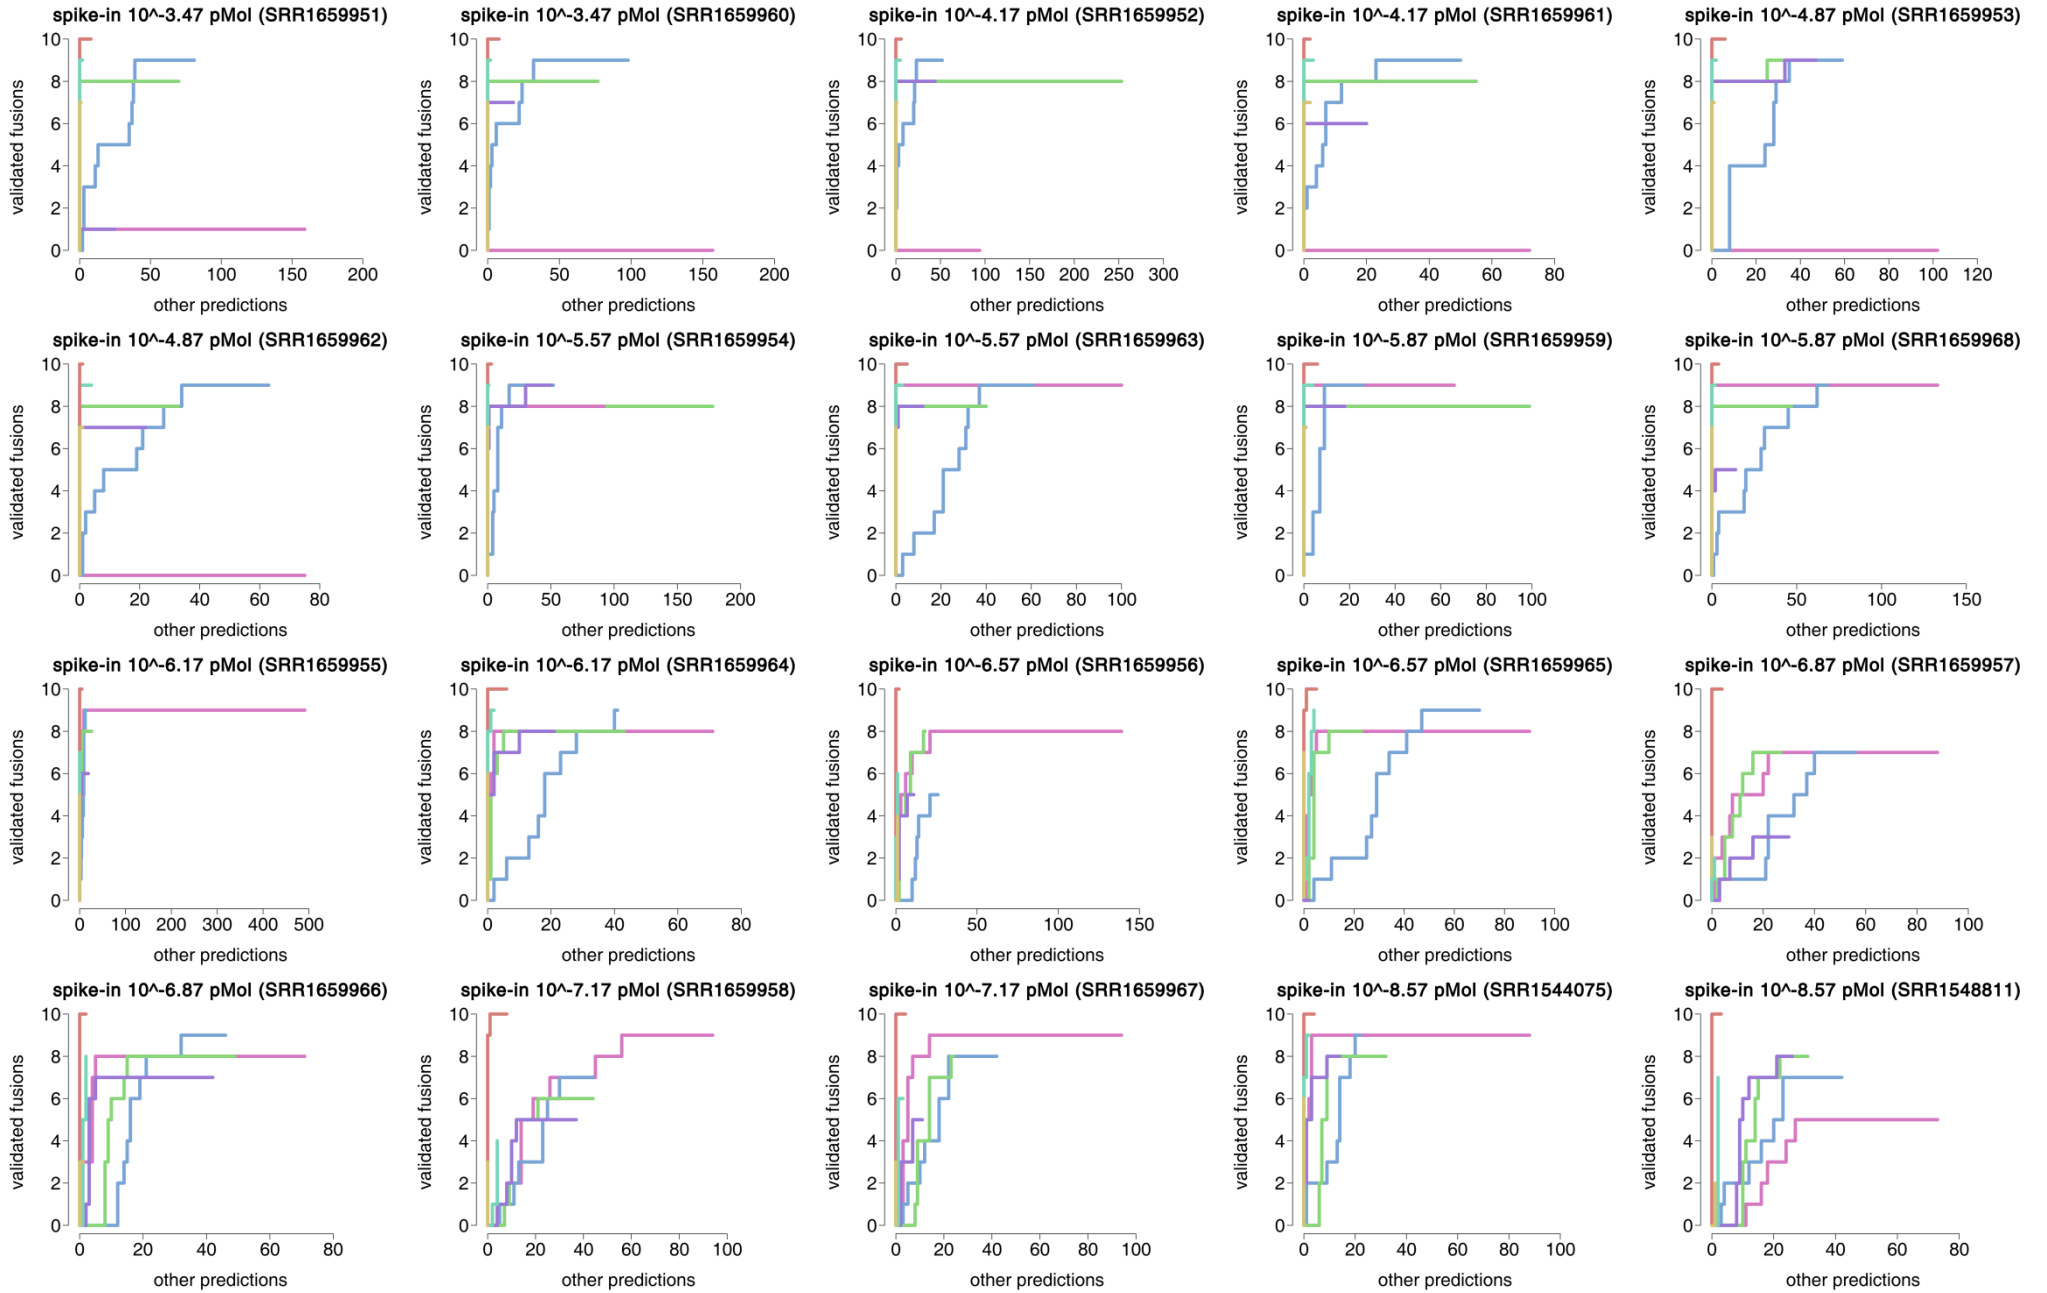 spike-in 10^-3.47 pMol (SRR1659951)
10
8
6
4
2
0
validated fusions
0 50 100 150 200
other predictions
spike-in 10^-3.47 pMol (SRR1659960)
10
8
6
4
2
0
validated fusions
0 50 100 150 200
other predictions
spike-in 10^-4.17 pMol (SRR1659952)
10
8
6
4
2
0
validated fusions
0 50 100 150 200 250 300
other predictions
spike-in 10^-4.17 pMol (SRR1659961)
10
8
6
4
2
0
validated fusions
0 20 40 60 80
other predictions
spike-in 10^-4.87 pMol (SRR1659953)
10
8
6
4
2
0
validated fusions
0 20 40 60 80 100 120
other predictions
spike-in 10^-4.87 pMol (SRR1659962)
10
8
6
4
2
0
validated fusions
0 20 40 60 80
other predictions
spike-in 10^-5.57 pMol (SRR1659954)
10
8
6
4
2
0
validated fusions
0 50 100 150 200
other predictions
spike-in 10^-5.57 pMol (SRR1659963)
10
8
6
4
2
0
validated fusions
0 20 40 60 80 100
other predictions
spike-in 10^-5.87 pMol (SRR1659959)
10
8
6
4
2
0
validated fusions
0 20 40 60 80 100
other predictions
spike-in 10^-5.87 pMol (SRR1659968)
10
8
6
4
2
0
validated fusions
0 50 100 150
other predictions
spike-in 10^-6.17 pMol (SRR1659955)
10
8
6
4
2
0
validated fusions
0 100 200 300 400 500
other predictions
spike-in 10^-6.17 pMol (SRR1659964)
10
8
6
4
2
0
validated fusions
0 20 40 60 80
other predictions
spike-in 10^-6.57 pMol (SRR1659956)
10
8
6
4
2
0
validated fusions
0 50 100 150
other predictions
spike-in 10^-6.57 pMol (SRR1659965)
10
8
6
4
2
0
validated fusions
0 20 40 60 80 100
other predictions
spike-in 10^-6.87 pMol (SRR1659957)
10
8
6
4
2
0
validated fusions
0 20 40 60 80 100
other predictions
spike-in 10^-6.87 pMol (SRR1659966)
10
8
6
4
2
0
validated fusions
0 20 40 60 80
other predictions
spike-in 10^-7.17 pMol (SRR1659958)
10
8
6
4
2
0
validated fusions
0 20 40 60 80 100
other predictions
spike-in 10^-7.17 pMol (SRR1659967)
10
8
6
4
2
0
validated fusions
0 20 40 60 80 100
other predictions
spike-in 10^-8.57 pMol (SRR1544075)
10
8
6
4
2
0
validated fusions
0 20 40 60 80 100
other predictions
spike-in 10^-8.57 pMol (SRR1548811)
10
8
6
4
2
0
validated fusions
0 20 40 60 80
other predictions